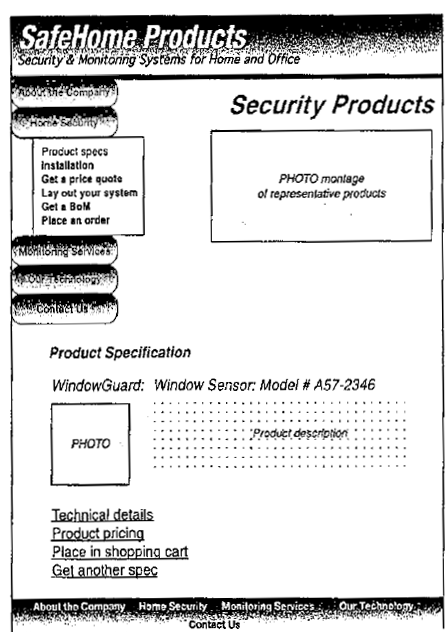 SafeHome Products
Security & Monitoring Systems for Home and Office
About the Company
Home Security
Security Products
Product specs
Installation
Get a price quote
Lay out your system
Get a BoM
Place an order
PHOTO montage
of representative products
Monitoring Services
Our Technology
Contact Us
Product Specification
WindowGuard: Window Sensor: Model # A57-2346
PHOTO
Product description
Technical details
Product pricing
Place in shopping cart
Get another spec
About the Company Home Security Monitoring Services Our Technology
Contact Us